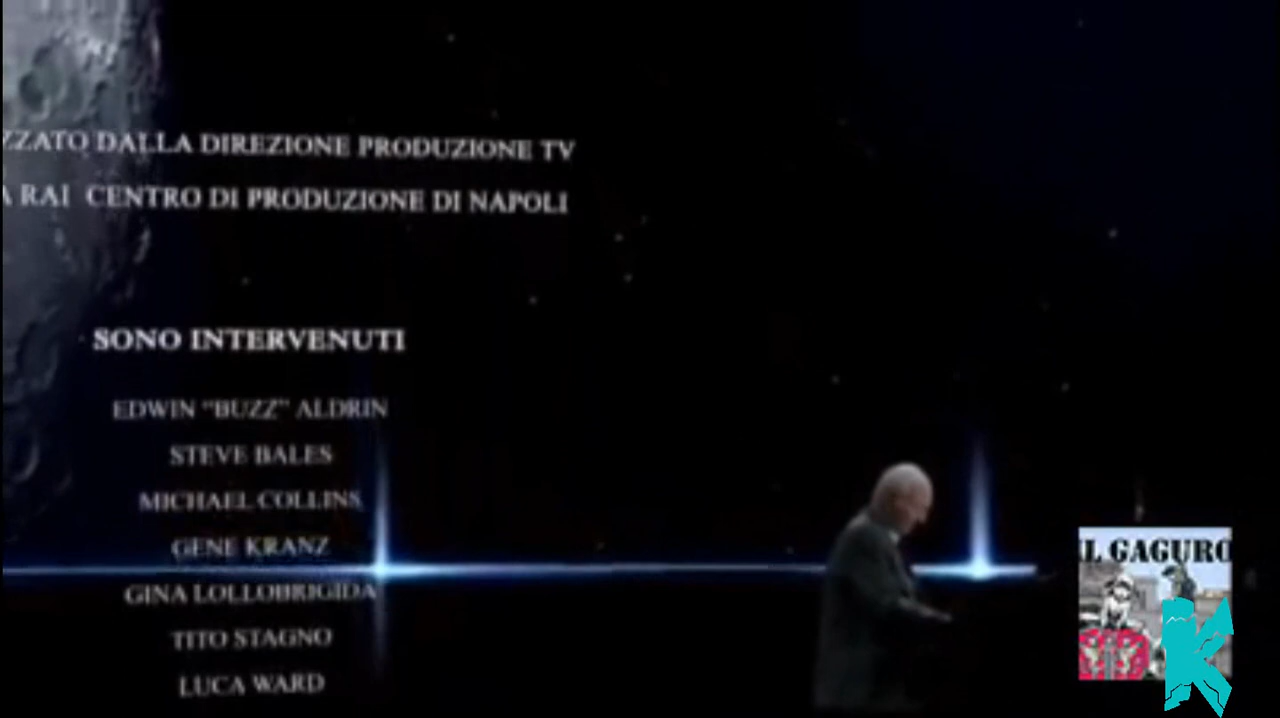 ZZATO DALLA DIREZIONE PRODUZIONE TV
A RAI CENTRO DI PRODUZIONE DI NAPOLI
SONO INTERVENUTI
EDWIN “BUZZ” ALDRIN
STEVE BALES
MICHAEL COLLINS
GENE KRANZ
GINA LOLLOBRIGIDA
TITO STAGNO
LUCA WARD
IL GAGURO
K